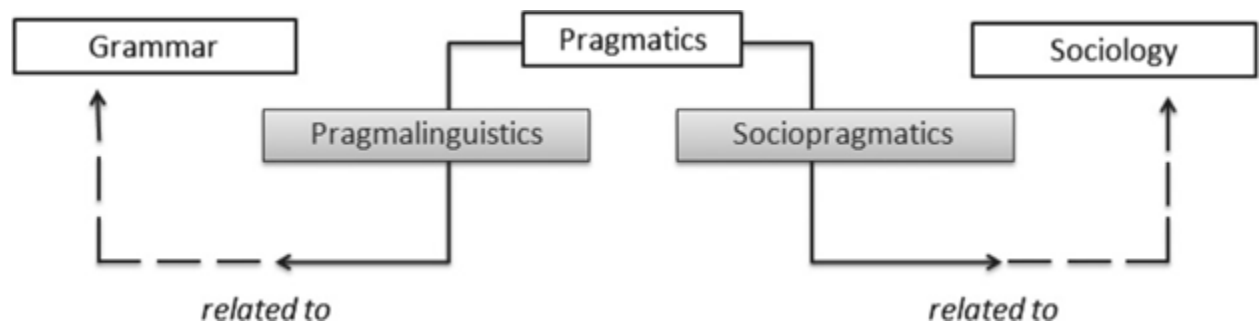 Grammar
Pragmatics
Sociology
Pragmalinguistics
Sociopragmatics
related to
related to